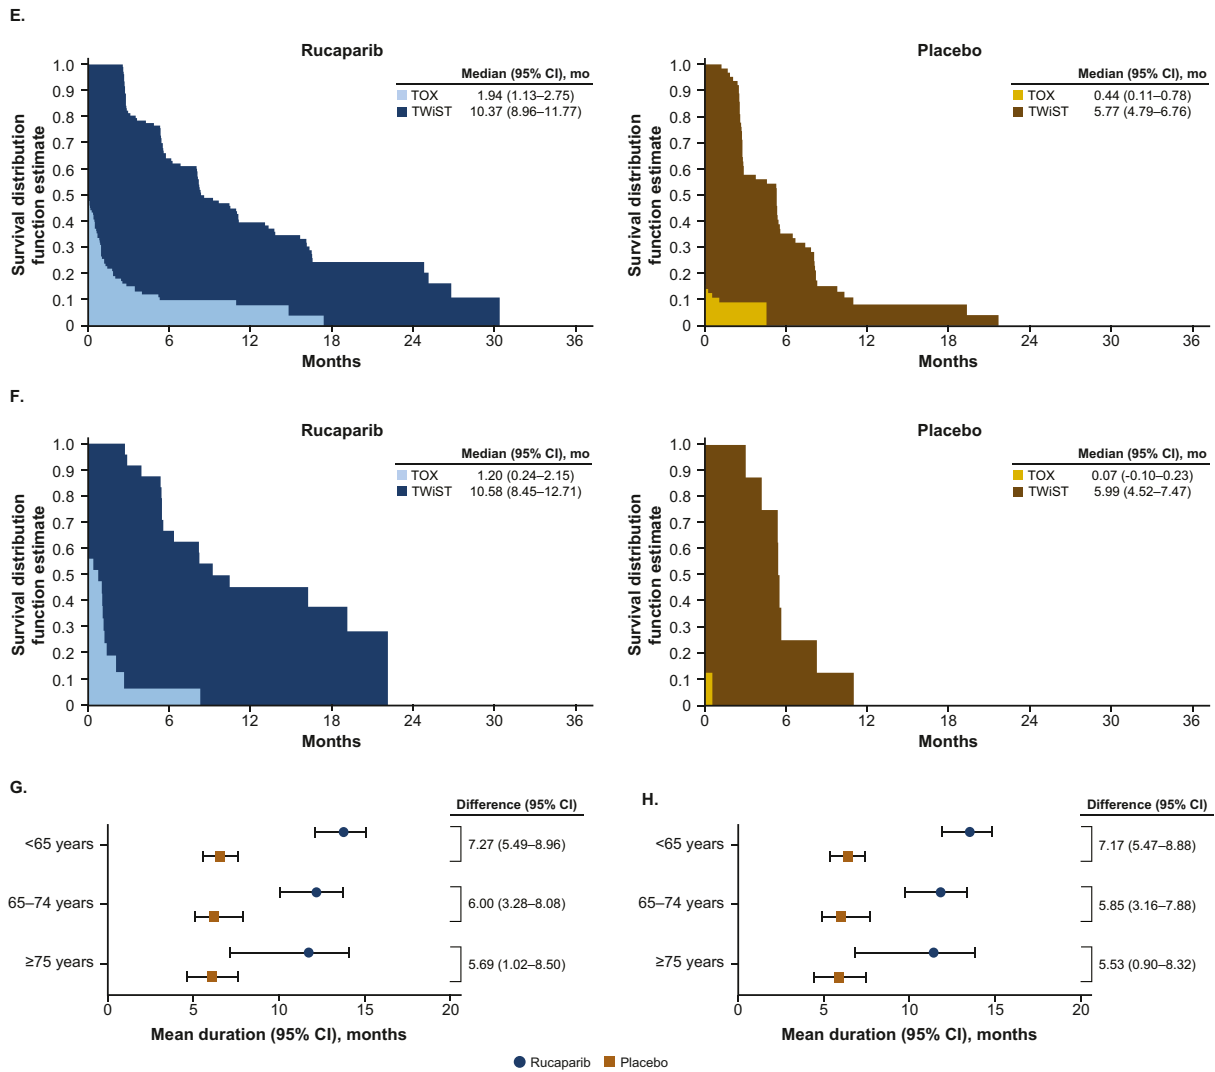 E.
Rucaparib
Median (95% CI), mo
TOX 1.94 (1.13–2.75)
TWiST 10.37 (8.96–11.77)
Survival distribution
function estimate
1.0
0.9
0.8
0.7
0.6
0.5
0.4
0.3
0.2
0.1
0
0 6 12 18 24 30 36
Months
Placebo
Median (95% CI), mo
TOX 0.44 (0.11–0.78)
TWiST 5.77 (4.79–6.76)
Survival distribution
function estimate
1.0
0.9
0.8
0.7
0.6
0.5
0.4
0.3
0.2
0.1
0
0 6 12 18 24 30 36
Months
F.
Rucaparib
Median (95% CI), mo
TOX 1.20 (0.24–2.15)
TWiST 10.58 (8.45–12.71)
Survival distribution
function estimate
1.0
0.9
0.8
0.7
0.6
0.5
0.4
0.3
0.2
0.1
0
0 6 12 18 24 30 36
Months
Placebo
Median (95% CI), mo
TOX 0.07 (-0.10–0.23)
TWiST 5.99 (4.52–7.47)
Survival distribution
function estimate
1.0
0.9
0.8
0.7
0.6
0.5
0.4
0.3
0.2
0.1
0
0 6 12 18 24 30 36
Months
G.
Difference (95% CI)
<65 years 7.27 (5.49–8.96)
65–74 years 6.00 (3.28–8.08)
≥75 years 5.69 (1.02–8.50)
0 5 10 15 20
Mean duration (95% CI), months
H.
Difference (95% CI)
<65 years 7.17 (5.47–8.88)
65–74 years 5.85 (3.16–7.88)
≥75 years 5.53 (0.90–8.32)
0 5 10 15 20
Mean duration (95% CI), months
Rucaparib Placebo